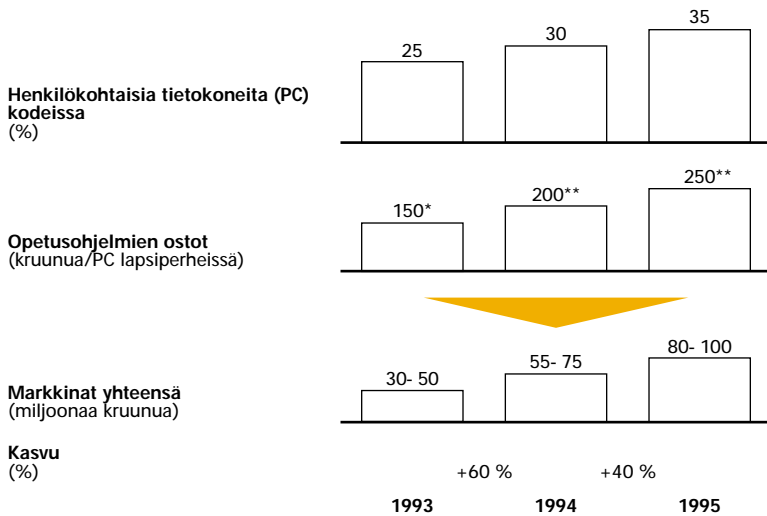 25 30 35
Henkilökohtaisia tietokoneita (PC)
kodeissa
(%)
150* 200** 250**
Opetusohjelmien ostot
(kruunua/PC lapsiperheissä)
30- 50 55- 75 80- 100
Markkinat yhteensä
(miljoonaa kruunua)
Kasvu
(%) +60 % +40 %
1993 1994 1995